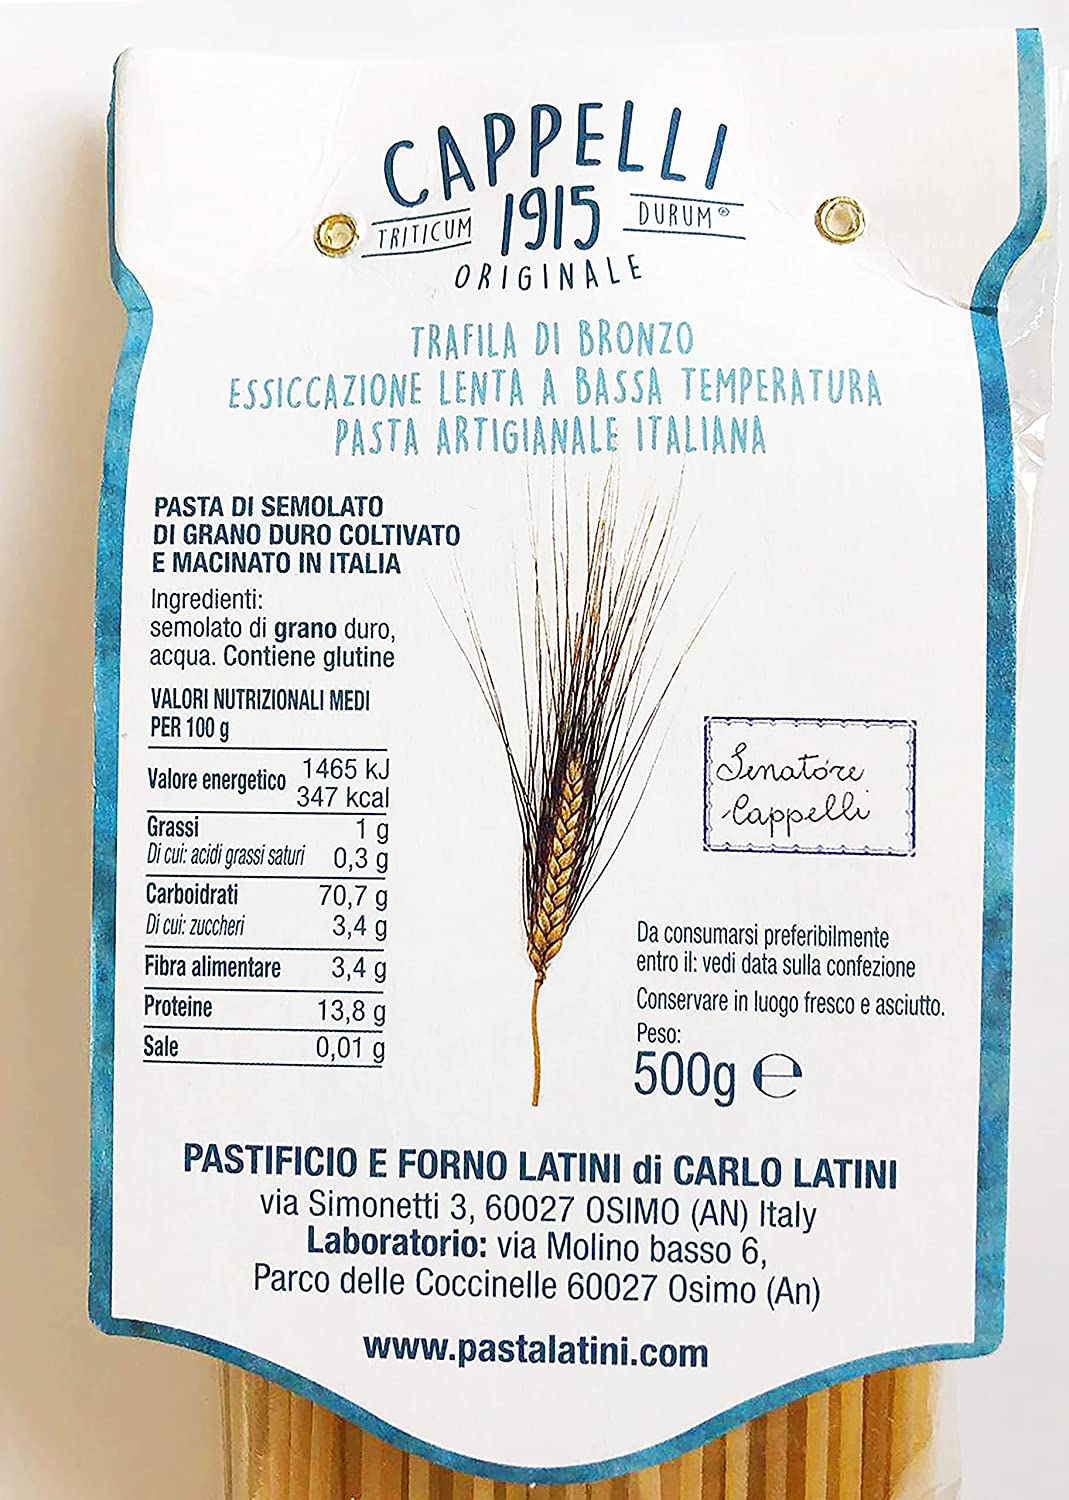 CAPPELLI
TRITICUM 1915 DURUM®
ORIGINALE
TRAFILA DI BRONZO
ESSICCAZIONE LENTA A BASSA TEMPERATURA
PASTA ARTIGIANALE ITALIANA
PASTA DI SEMOLATO
DI GRANO DURO COLTIVATO
E MACINATO IN ITALIA
Ingredienti:
semolato di grano duro,
acqua. Contiene glutine
VALORI NUTRIZIONALI MEDI
PER 100 g
Valore energetico 1465 kJ
347 kcal
Grassi 1 g
Di cui: acidi grassi saturi 0,3 g
Carboidrati 70,7 g
Di cui: zuccheri 3,4 g
Fibra alimentare 3,4 g
Proteine 13,8 g
Sale 0,01 g
Senatore
Cappelli
Da consumarsi preferibilmente
entro il: vedi data sulla confezione
Conservare in luogo fresco e asciutto.
Peso:
500g ℮
PASTIFICIO E FORNO LATINI di CARLO LATINI
via Simonetti 3, 60027 OSIMO (AN) Italy
Laboratorio: via Molino basso 6,
Parco delle Coccinelle 60027 Osimo (An)
www.pastalatini.com